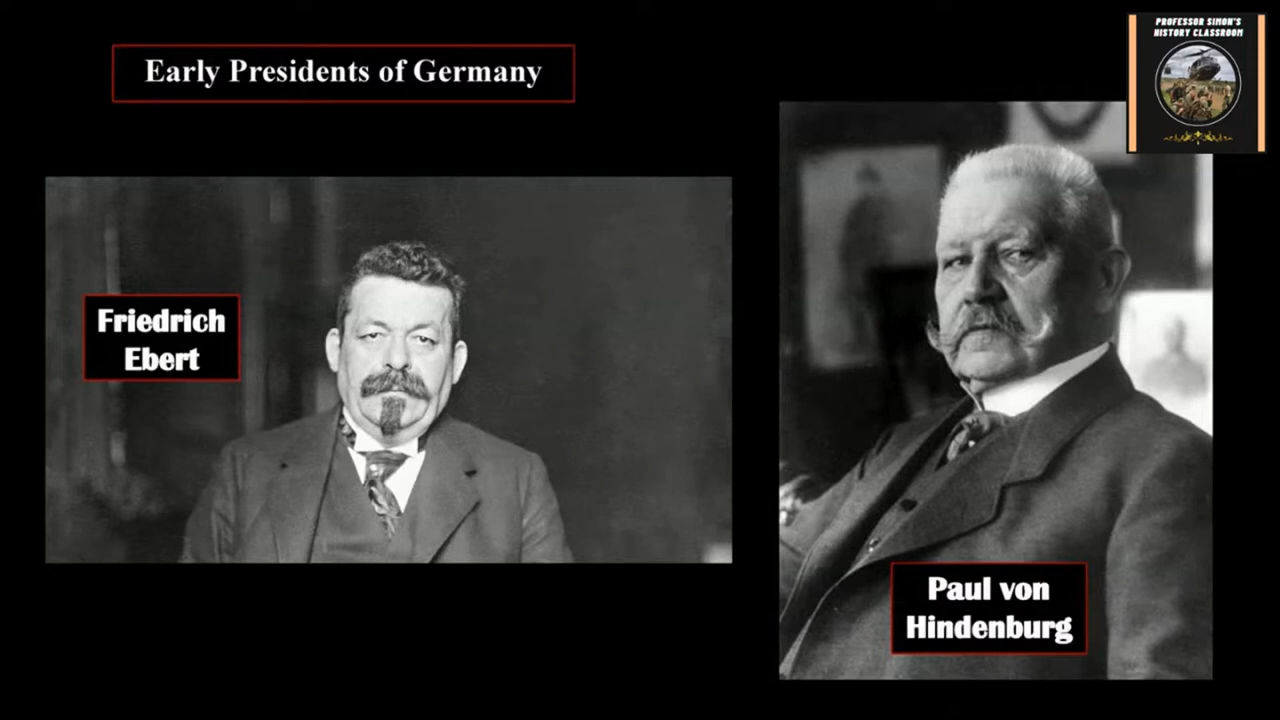 Early Presidents of Germany
PROFESSOR SIMON'S
HISTORY CLASSROOM
Friedrich
Ebert
Paul von
Hindenburg